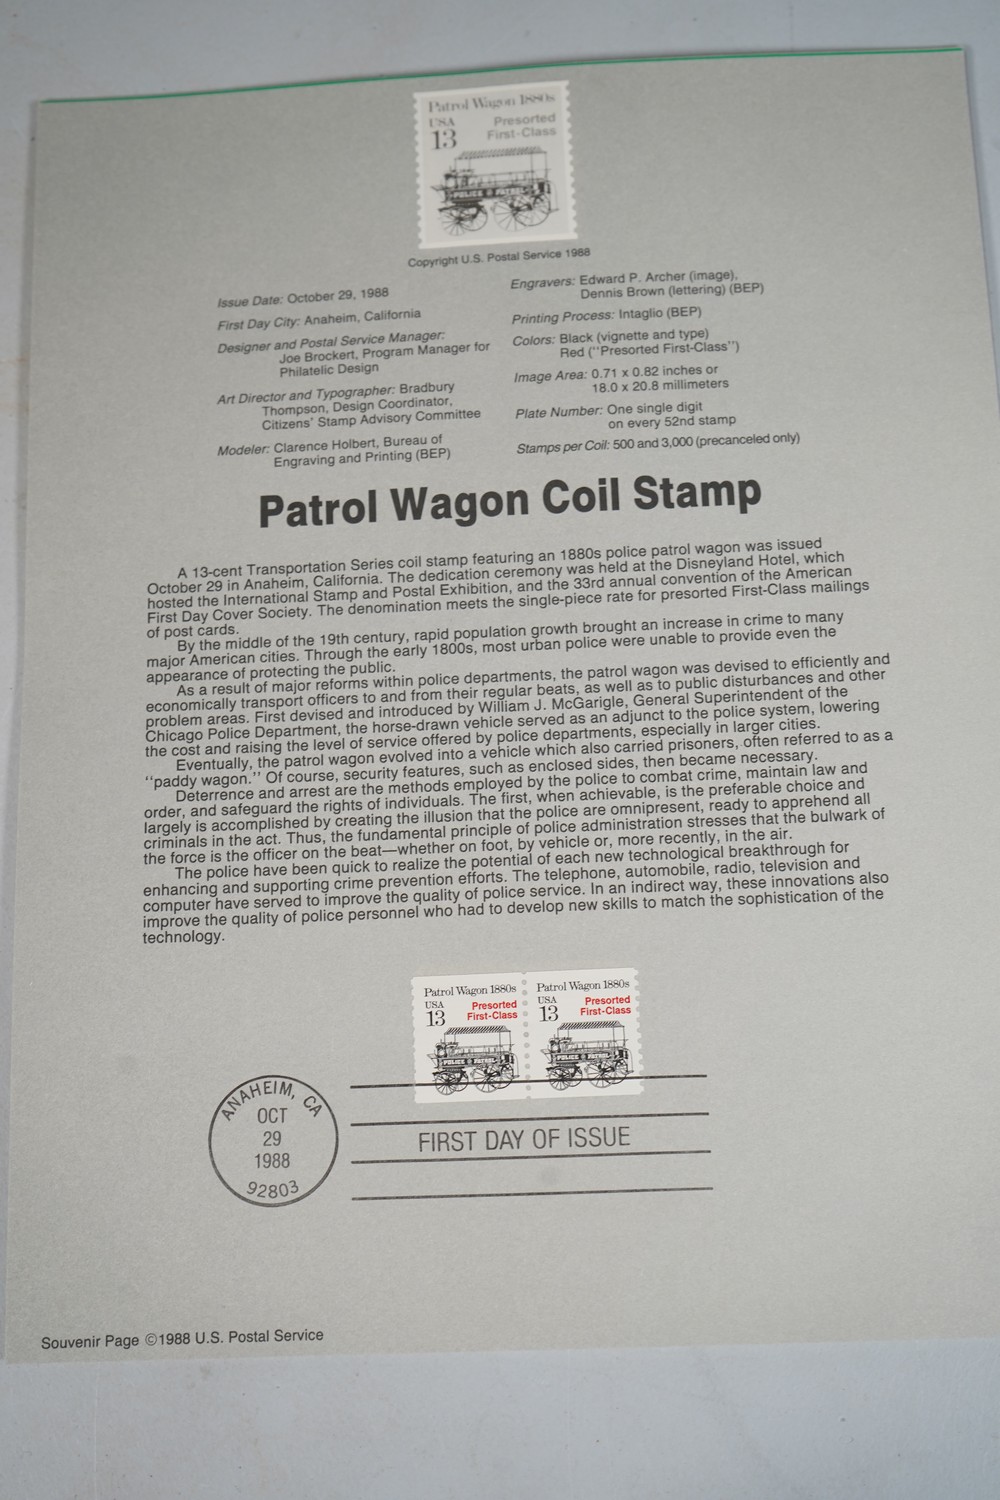 Patrol Wagon 1880s
USA
13
Presorted
First-Class
POLICE PATROL
Copyright U.S. Postal Service 1988
Issue Date: October 29, 1988
First Day City: Anaheim, California
Designer and Postal Service Manager:
Joe Brockert, Program Manager for
Philatelic Design
Art Director and Typographer: Bradbury
Thompson, Design Coordinator,
Citizens' Stamp Advisory Committee
Modeler: Clarence Holbert, Bureau of
Engraving and Printing (BEP)
Engravers: Edward P. Archer (image),
Dennis Brown (lettering) (BEP)
Printing Process: Intaglio (BEP)
Colors: Black (vignette and type)
Red ("Presorted First-Class")
Image Area: 0.71 x 0.82 inches or
18.0 x 20.8 millimeters
Plate Number: One single digit
on every 52nd stamp
Stamps per Coil: 500 and 3,000 (precanceled only)
Patrol Wagon Coil Stamp
A 13-cent Transportation Series coil stamp featuring an 1880s police patrol wagon was issued
October 29 in Anaheim, California. The dedication ceremony was held at the Disneyland Hotel, which
hosted the International Stamp and Postal Exhibition, and the 33rd annual convention of the American
First Day Cover Society. The denomination meets the single-piece rate for presorted First-Class mailings
of post cards.
By the middle of the 19th century, rapid population growth brought an increase in crime to many
major American cities. Through the early 1800s, most urban police were unable to provide even the
appearance of protecting the public.
As a result of major reforms within police departments, the patrol wagon was devised to efficiently and
economically transport officers to and from their regular beats, as well as to public disturbances and other
problem areas. First devised and introduced by William J. McGarigle, General Superintendent of the
Chicago Police Department, the horse-drawn vehicle served as an adjunct to the police system, lowering
the cost and raising the level of service offered by police departments, especially in larger cities.
Eventually, the patrol wagon evolved into a vehicle which also carried prisoners, often referred to as a
"paddy wagon." Of course, security features, such as enclosed sides, then became necessary.
Deterrence and arrest are the methods employed by the police to combat crime, maintain law and
order, and safeguard the rights of individuals. The first, when achievable, is the preferable choice and
largely is accomplished by creating the illusion that the police are omnipresent, ready to apprehend all
criminals in the act. Thus, the fundamental principle of police administration stresses that the bulwark of
the force is the officer on the beat—whether on foot, by vehicle or, more recently, in the air.
The police have been quick to realize the potential of each new technological breakthrough for
enhancing and supporting crime prevention efforts. The telephone, automobile, radio, television and
computer have served to improve the quality of police service. In an indirect way, these innovations also
improve the quality of police personnel who had to develop new skills to match the sophistication of the
technology.
Patrol Wagon 1880s
USA
13
Presorted
First-Class
POLICE PATROL
Patrol Wagon 1880s
USA
13
Presorted
First-Class
POLICE PATROL
ANAHEIM, CA
OCT
29
1988
92803
FIRST DAY OF ISSUE
Souvenir Page ©1988 U.S. Postal Service